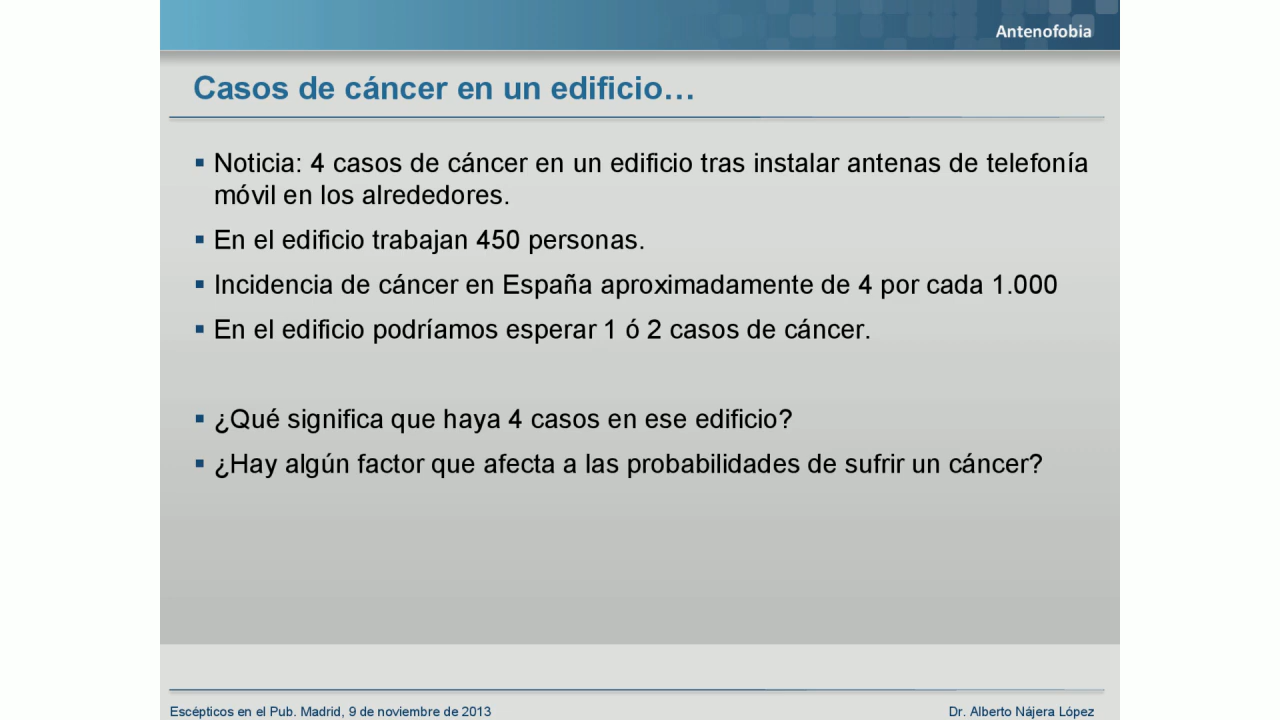 Antenofobia
Casos de cáncer en un edificio…
▪ Noticia: 4 casos de cáncer en un edificio tras instalar antenas de telefonía
móvil en los alrededores.
▪ En el edificio trabajan 450 personas.
▪ Incidencia de cáncer en España aproximadamente de 4 por cada 1.000
▪ En el edificio podríamos esperar 1 ó 2 casos de cáncer.
▪ ¿Qué significa que haya 4 casos en ese edificio?
▪ ¿Hay algún factor que afecta a las probabilidades de sufrir un cáncer?
Escépticos en el Pub. Madrid, 9 de noviembre de 2013
Dr. Alberto Nájera López